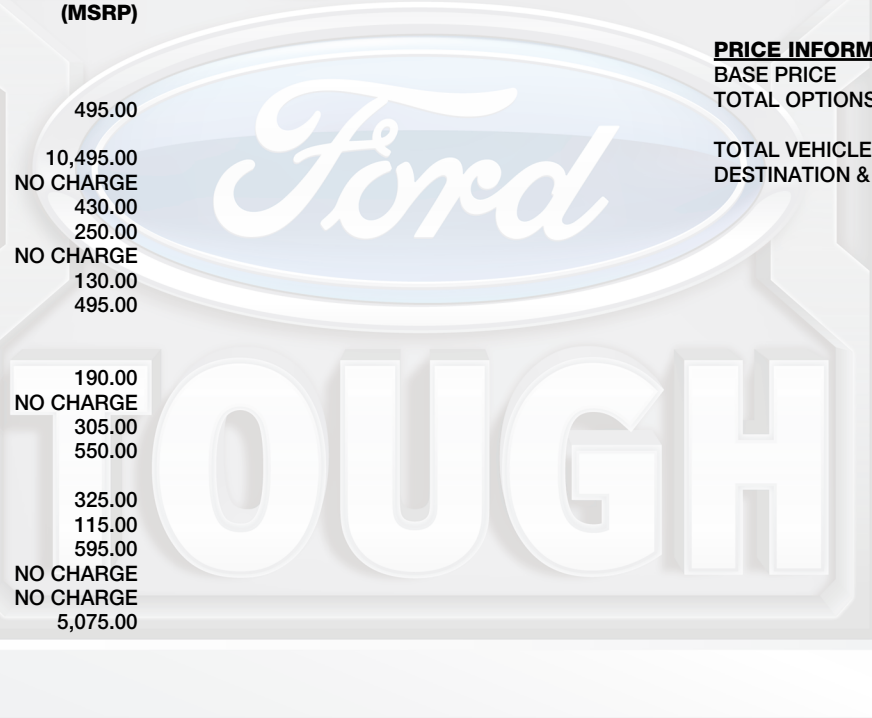 (MSRP)
495.00
10,495.00
NO CHARGE
430.00
250.00
NO CHARGE
130.00
495.00
190.00
NO CHARGE
305.00
550.00
325.00
115.00
595.00
NO CHARGE
NO CHARGE
5,075.00
PRICE INFORM
BASE PRICE
TOTAL OPTIONS
TOTAL VEHICLE
DESTINATION &
Ford
TOUGH